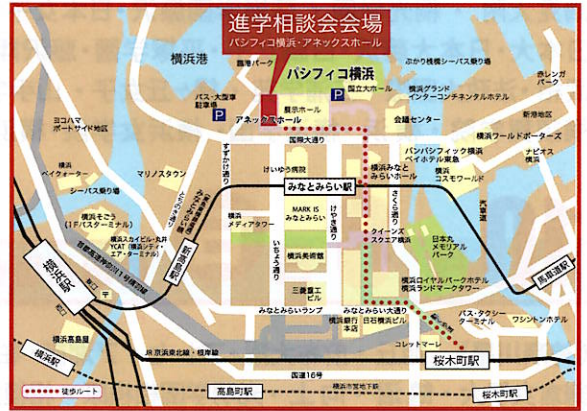 進学相談会会場
パシフィコ横浜・アネックスホール
横浜港
臨港パーク
パシフィコ横浜
ぷかり桟橋シーバス乗り場
赤レンガパーク
バス・大型車
駐車場
P
P
国立大ホール
横浜グランド
インターコンチネンタルホテル
展示ホール
アネックスホール
会議センター
新港地区
ヨコハマ
ポートサイド地区
国際大通り
パンパシフィック横浜
ベイホテル東急
横浜ワールドポーターズ
ナビオス
横浜
すずかけ通り
けいゆう病院
横浜みなと
みらいホール
横浜
コスモワールド
横浜
ベイクォーター
マリノスタウン
シーバス乗り場
とちのき通り
みなとみらい駅
さくら通り
汽車道
横浜そごう
(1Fバスターミナル)
横浜スカイビル・丸井
YCAT(横浜シティ・
エア・ターミナル)
新高島駅
横浜
メディアタワー
MARK IS
みなとみらい
けやき通り
いちょう通り
クイーンズ
スクエア横浜
日本丸
メモリアル
パーク
馬車道駅
横浜駅
東口
西口
横浜美術館
三菱重工
ビル
横浜ロイヤルパークホテル
横浜ランドマークタワー
みなとみらいランプ
みなとみらい大通り
横浜銀行
本店
日石横浜ビル
バス・タクシー
ターミナル
ワシントンホテル
横浜高島屋
コレットマーレ
横浜駅
JR京浜東北線・根岸線
桜木町駅
国道16号
徒歩ルート
高島町駅
横浜市営地下鉄
桜木町駅